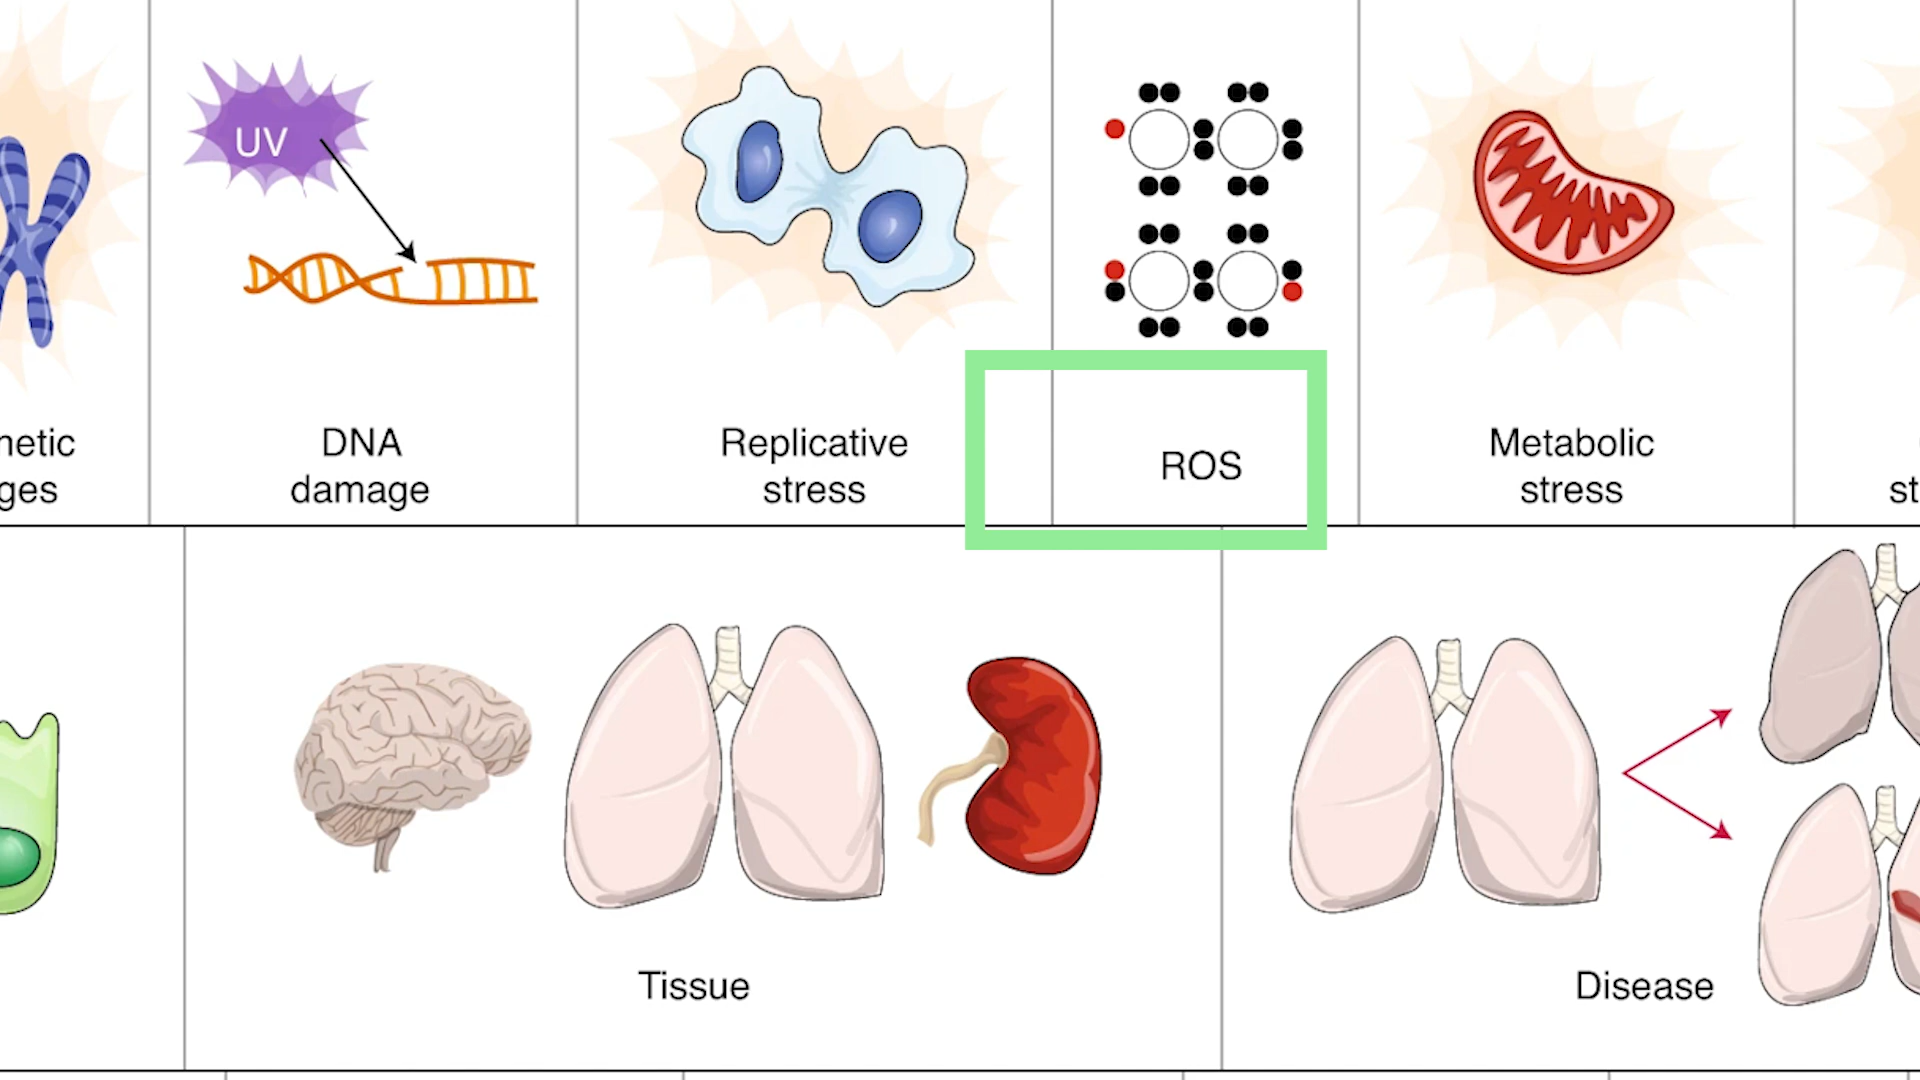 UV
netic
ges
DNA
damage
Replicative
stress
ROS
Metabolic
stress
st
Tissue
Disease